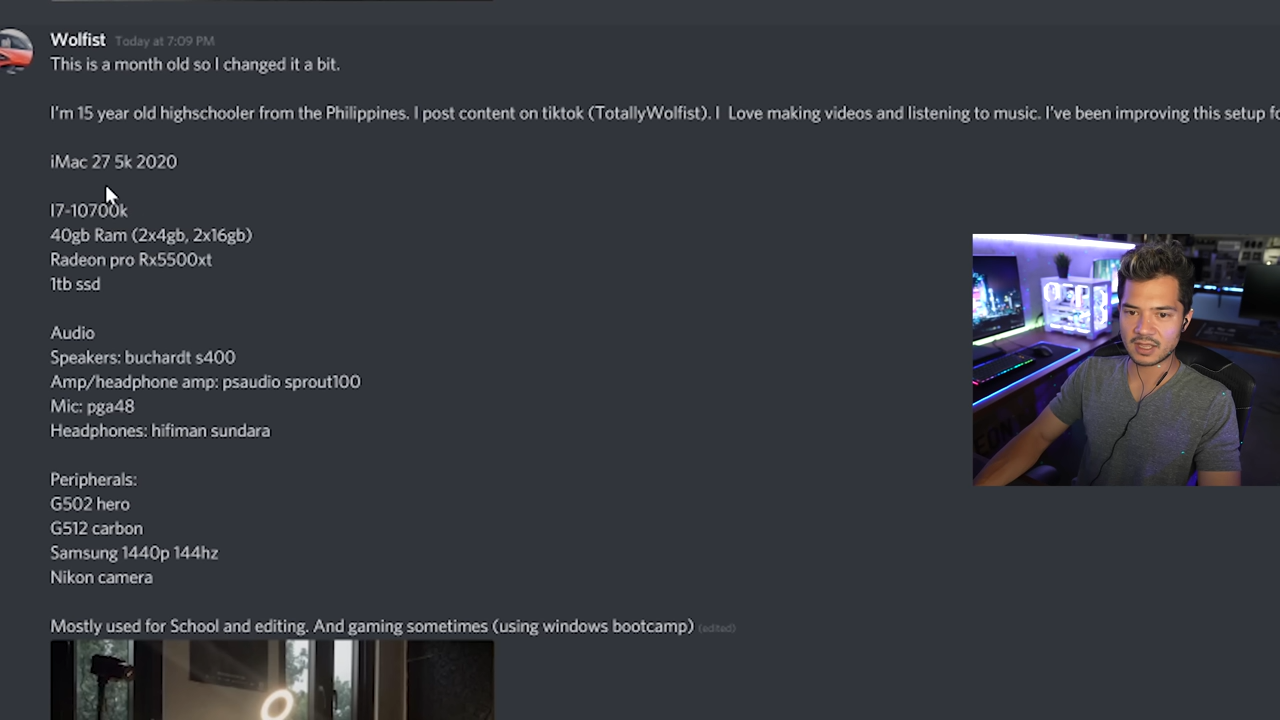 Wolfist Today at 7:09 PM
This is a month old so I changed it a bit.
I'm 15 year old highschooler from the Philippines. I post content on tiktok (TotallyWolfist). I Love making videos and listening to music. I've been improving this setup
iMac 27 5k 2020
I7-10700k
40gb Ram (2x4gb, 2x16gb)
Radeon pro Rx5500xt
1tb ssd
Audio
Speakers: buchardt s400
Amp/headphone amp: psaudio sprout100
Mic: pga48
Headphones: hifiman sundara
Peripherals:
G502 hero
G512 carbon
Samsung 1440p 144hz
Nikon camera
Mostly used for School and editing. And gaming sometimes (using windows bootcamp) (edited)